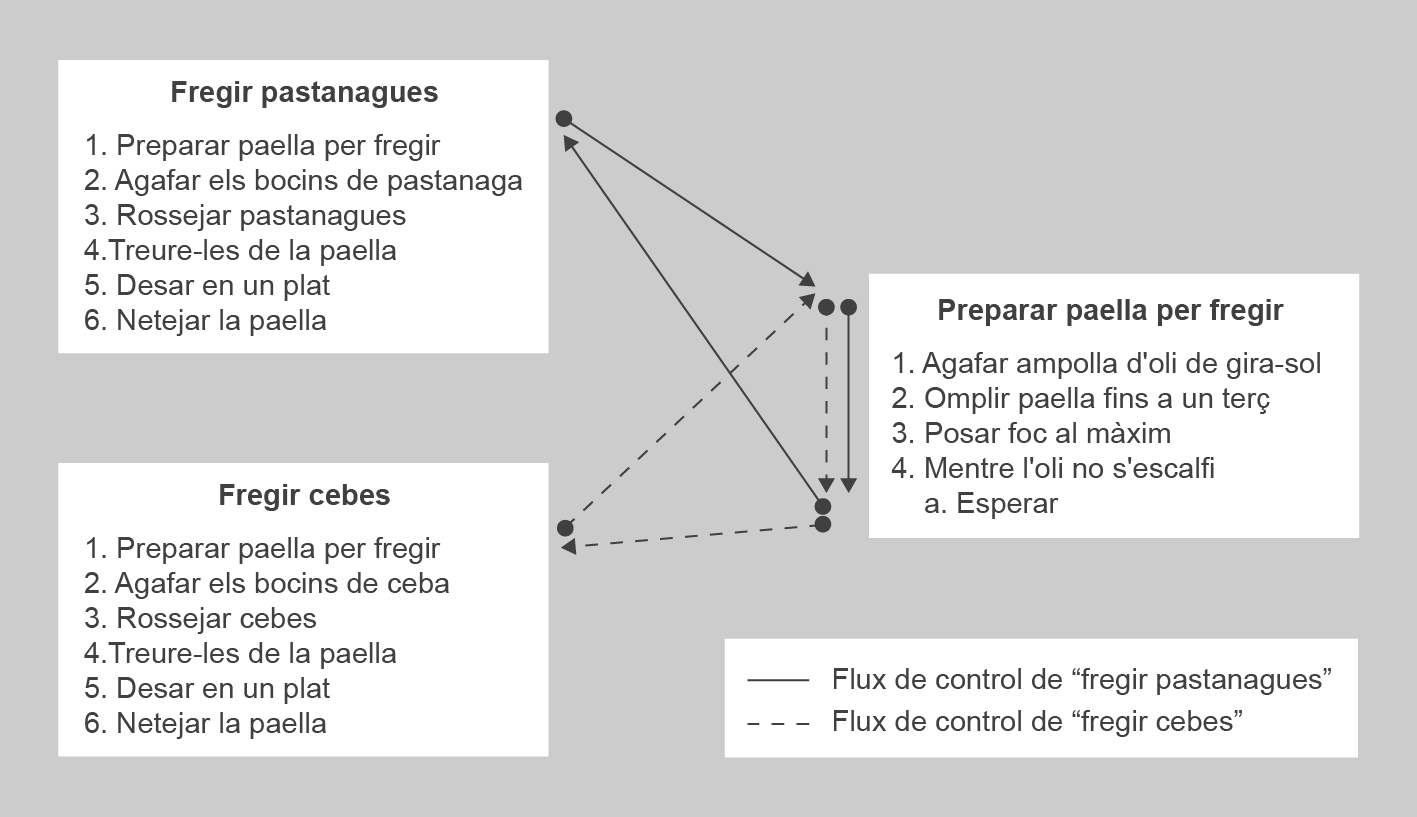 Fregir pastanagues
1. Preparar paella per fregir
2. Agafar els bocins de pastanaga
3. Rossejar pastanagues
4.Treure-les de la paella
5. Desar en un plat
6. Netejar la paella
Preparar paella per fregir
1. Agafar ampolla d'oli de gira-sol
2. Omplir paella fins a un terç
3. Posar foc al màxim
4. Mentre l'oli no s'escalfi
a. Esperar
Fregir cebes
1. Preparar paella per fregir
2. Agafar els bocins de ceba
3. Rossejar cebes
4.Treure-les de la paella
5. Desar en un plat
6. Netejar la paella
Flux de control de “fregir pastanagues”
Flux de control de “fregir cebes”